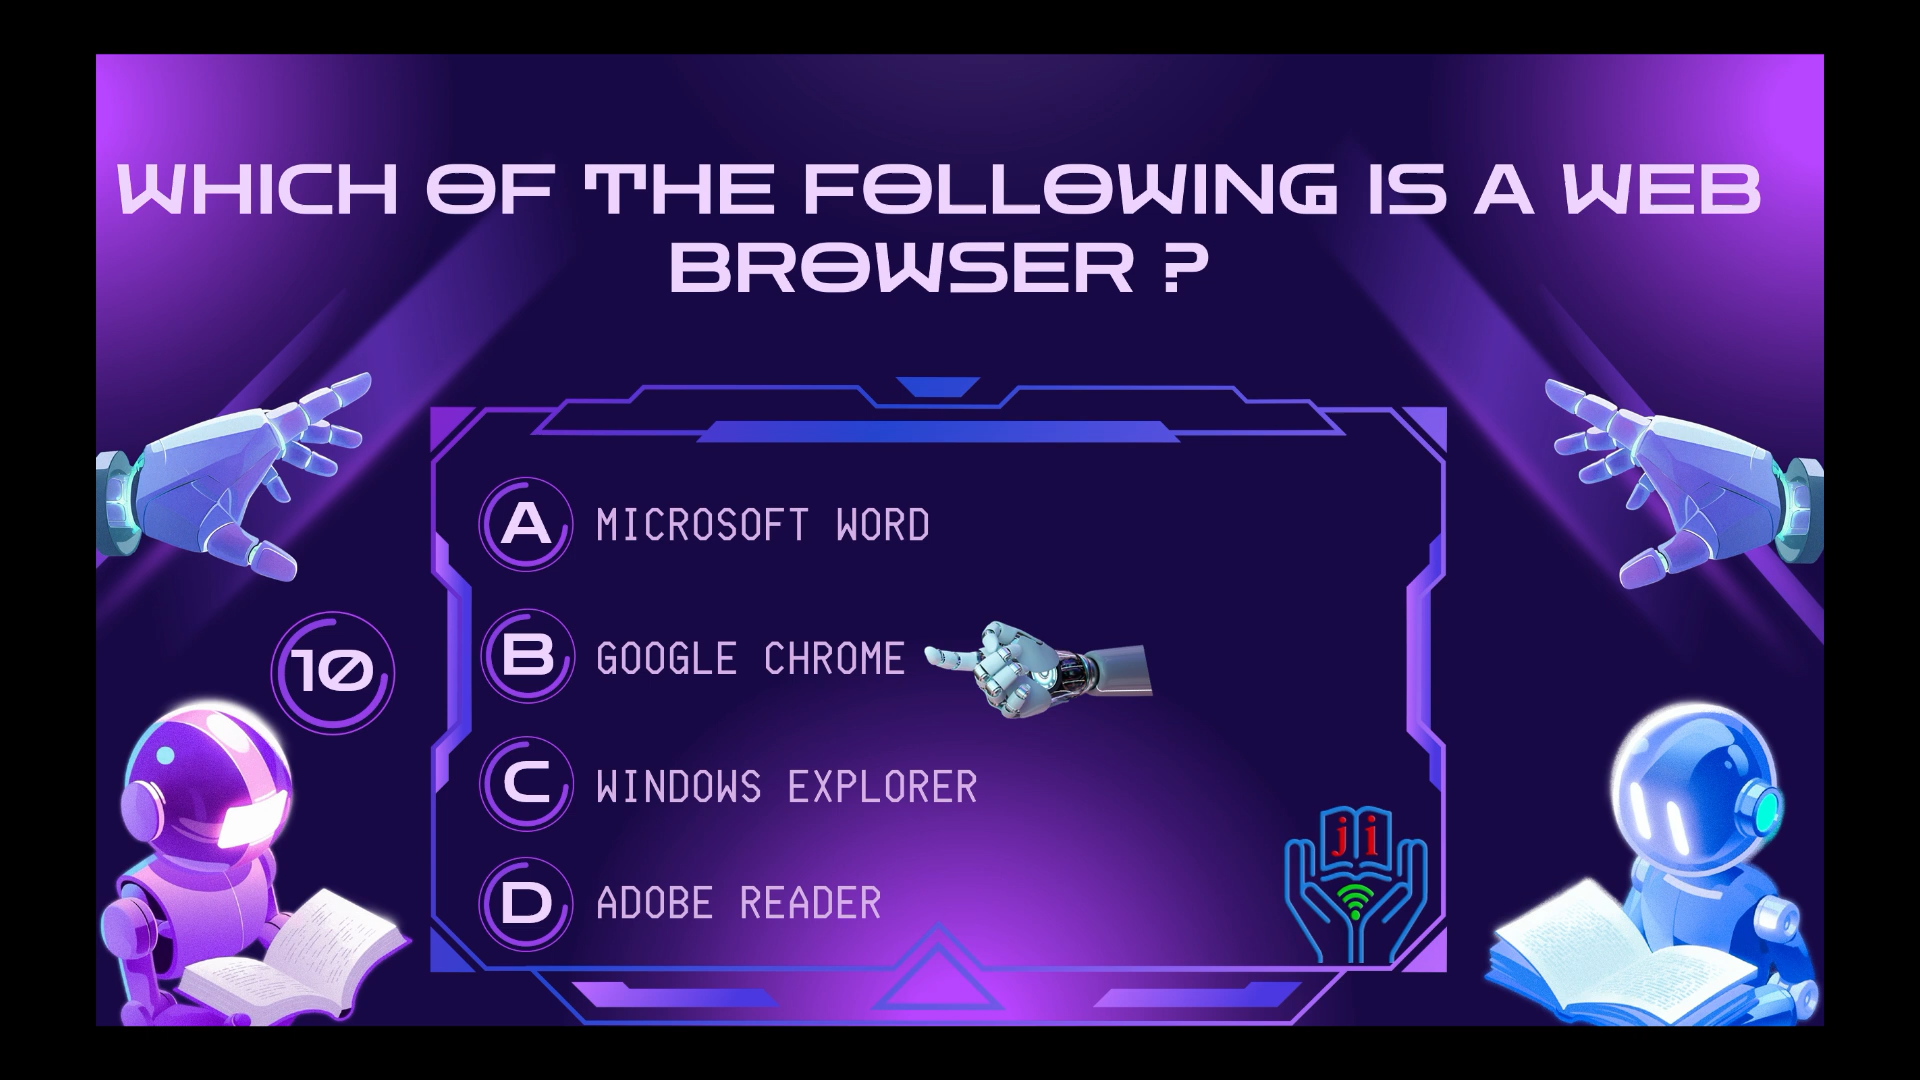 WHICH OF THE FOLLOWING IS A WEB
BROWSER ?
A MICROSOFT WORD
B GOOGLE CHROME
10
C WINDOWS EXPLORER
ji
D ADOBE READER